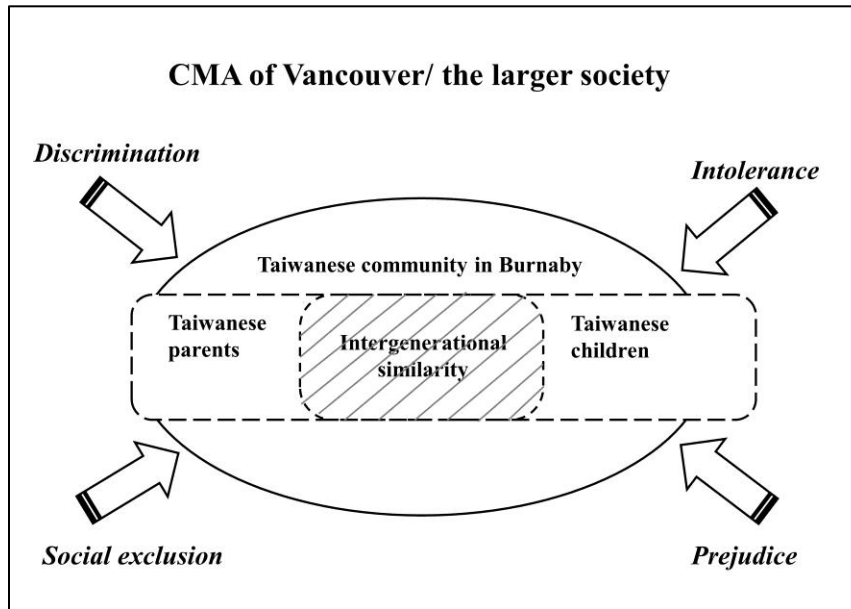 CMA of Vancouver/ the larger society
Discrimination
Intolerance
Taiwanese community in Burnaby
Taiwanese
parents
Intergenerational
similarity
Taiwanese
children
Social exclusion
Prejudice